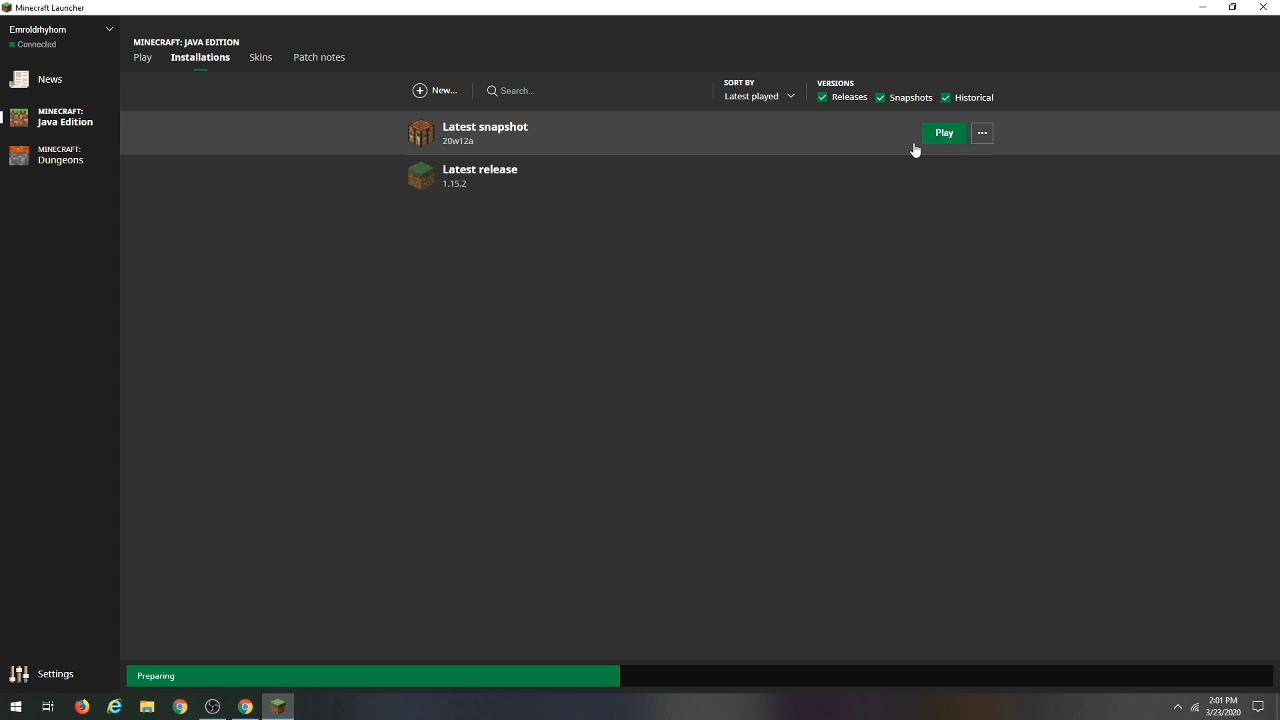 Minecraft Launcher
Emroldrhyhom
Connected
News
MINECRAFT:
Java Edition
MINECRAFT:
Dungeons
Settings
MINECRAFT: JAVA EDITION
Play Installations Skins Patch notes
New... Search...
SORT BY
Latest played
VERSIONS
Releases Snapshots Historical
Latest snapshot
20w12a
Play
Latest release
1.15.2
Preparing
2:01 PM
3/23/2020